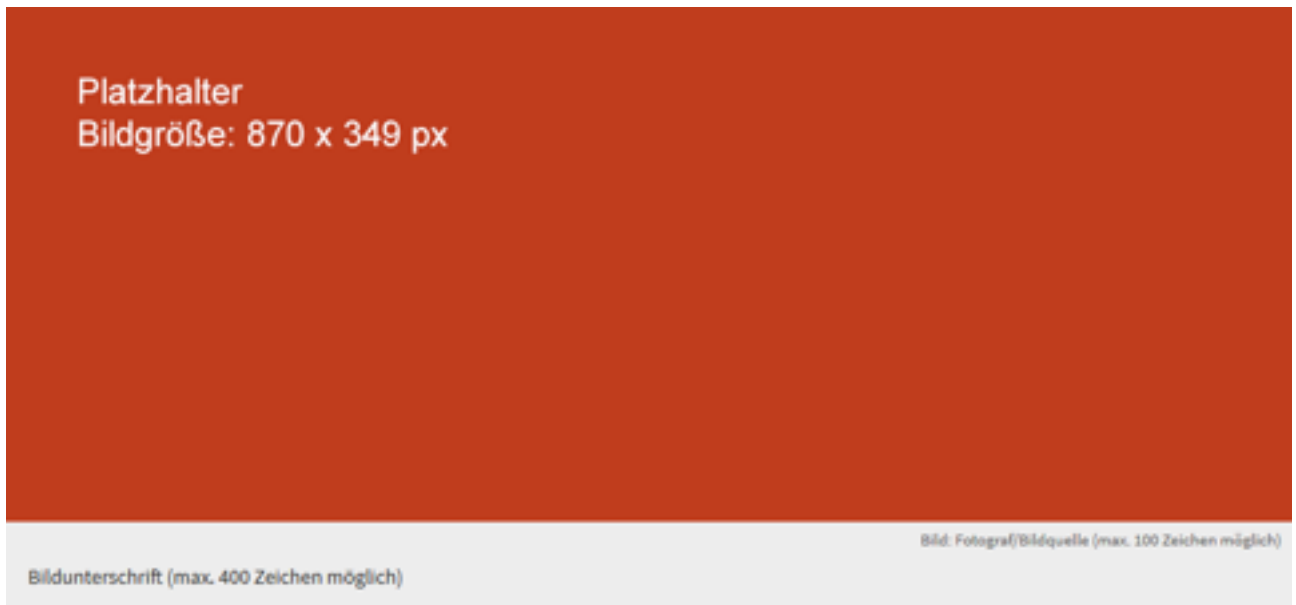 Platzhalter
Bildgröße: 870 x 349 px
Bild: Fotograf/Bildquelle (max. 100 Zeichen möglich)
Bildunterschrift (max. 400 Zeichen möglich)